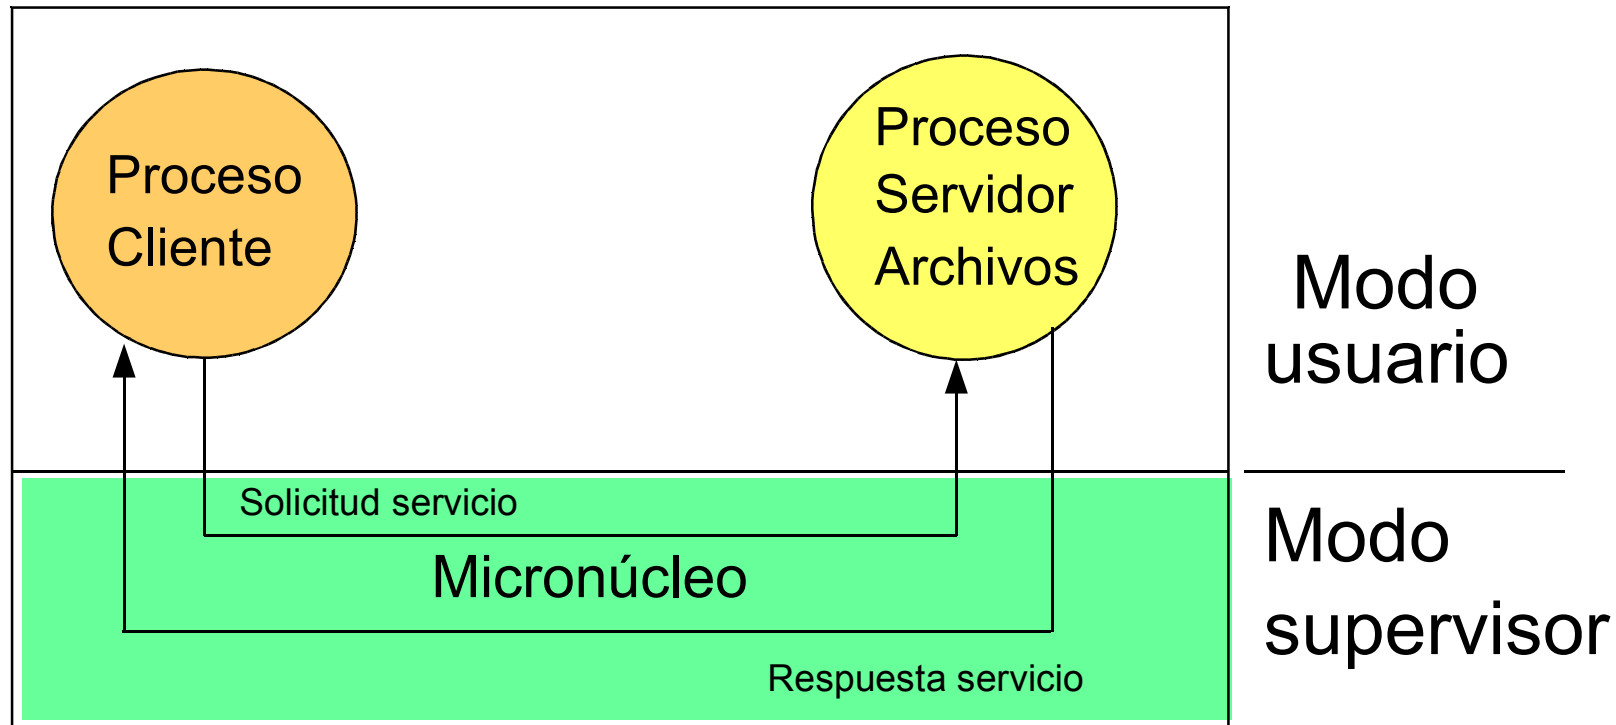 Proceso
Cliente
Proceso
Servidor
Archivos
Modo
usuario
Solicitud servicio
Micronúcleo
Respuesta servicio
Modo
supervisor